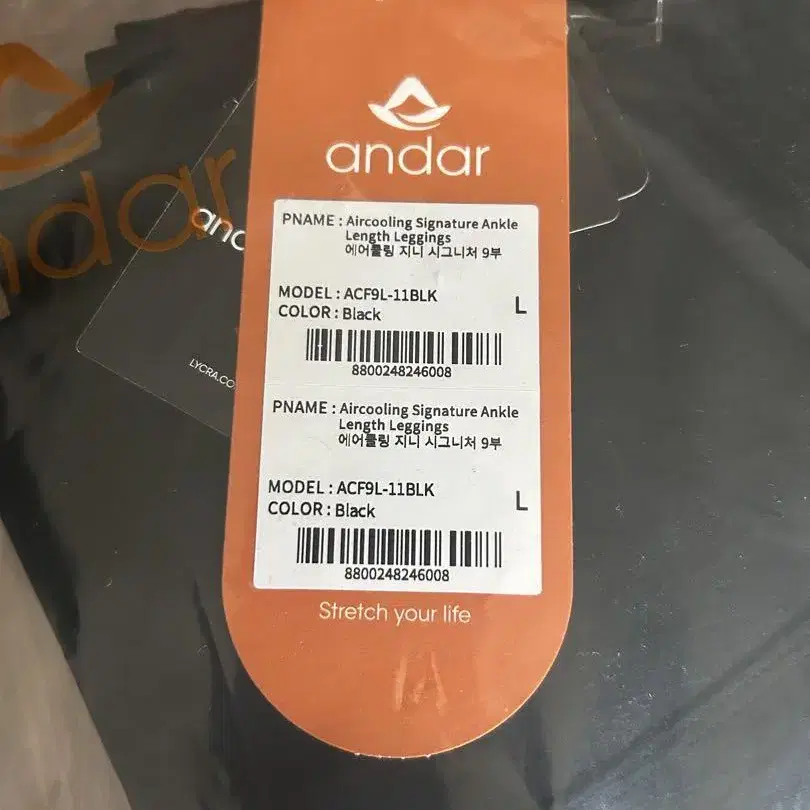 andar
andar
and
LYCRA.CO
PNAME : Aircooling Signature Ankle
Length Leggings
에어쿨링 지니 시그니처 9부
MODEL : ACF9L-11BLK
L
COLOR : Black
8800248246008
PNAME : Aircooling Signature Ankle
Length Leggings
에어쿨링 지니 시그니처 9부
MODEL : ACF9L-11BLK
L
COLOR : Black
8800248246008
Stretch your life